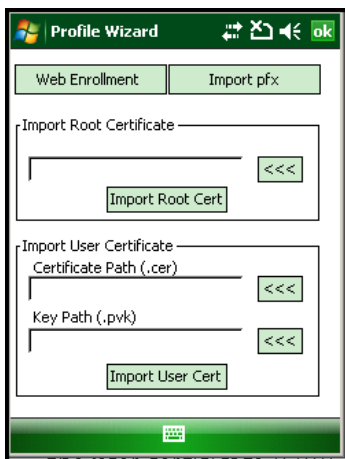 Profile Wizard
ok
Web Enrollment
Import pfx
Import Root Certificate
<<<
Import Root Cert
Import User Certificate
Certificate Path (.cer)
<<<
Key Path (.pvk)
<<<
Import User Cert